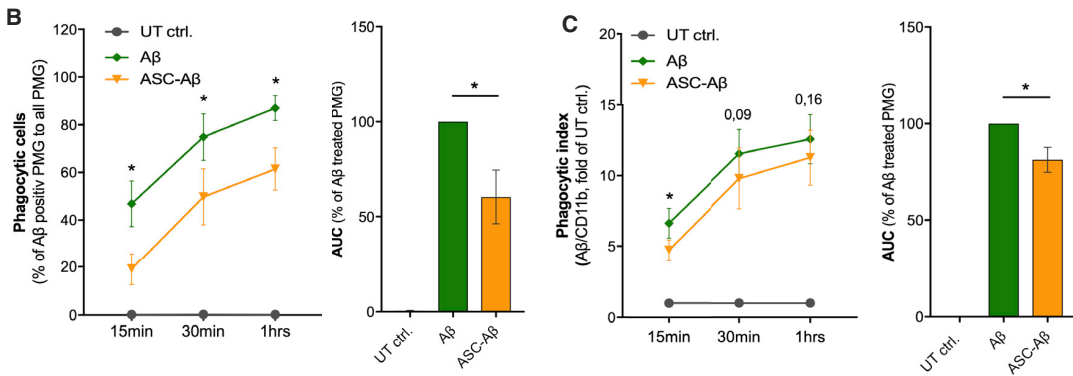 B
Phagocytic cells
(% of Aβ positiv PMG to all PMG)
120
100
80
60
40
20
0
UT ctrl.
Aβ
ASC-Aβ
*
*
*
15min
30min
1hrs
AUC (% of Aβ treated PMG)
150
100
50
0
*
UT ctrl.
Aβ
ASC-Aβ
C
Phagocytic index
(Aβ/CD11b, fold of UT ctrl.)
20
15
10
5
0
UT ctrl.
Aβ
ASC-Aβ
*
0,09
0,16
15min
30min
1hrs
AUC (% of Aβ treated PMG)
150
100
50
0
*
UT ctrl.
Aβ
ASC-Aβ